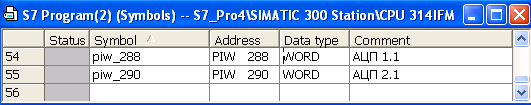 S7 Program(2) (Symbols) -- S7_Pro4\SIMATIC 300 Station\CPU 314IFM
Status Symbol Address Data type Comment
54 piw_288 PIW 288 WORD АЦП 1.1
55 piw_290 PIW 290 WORD АЦП 2.1
56